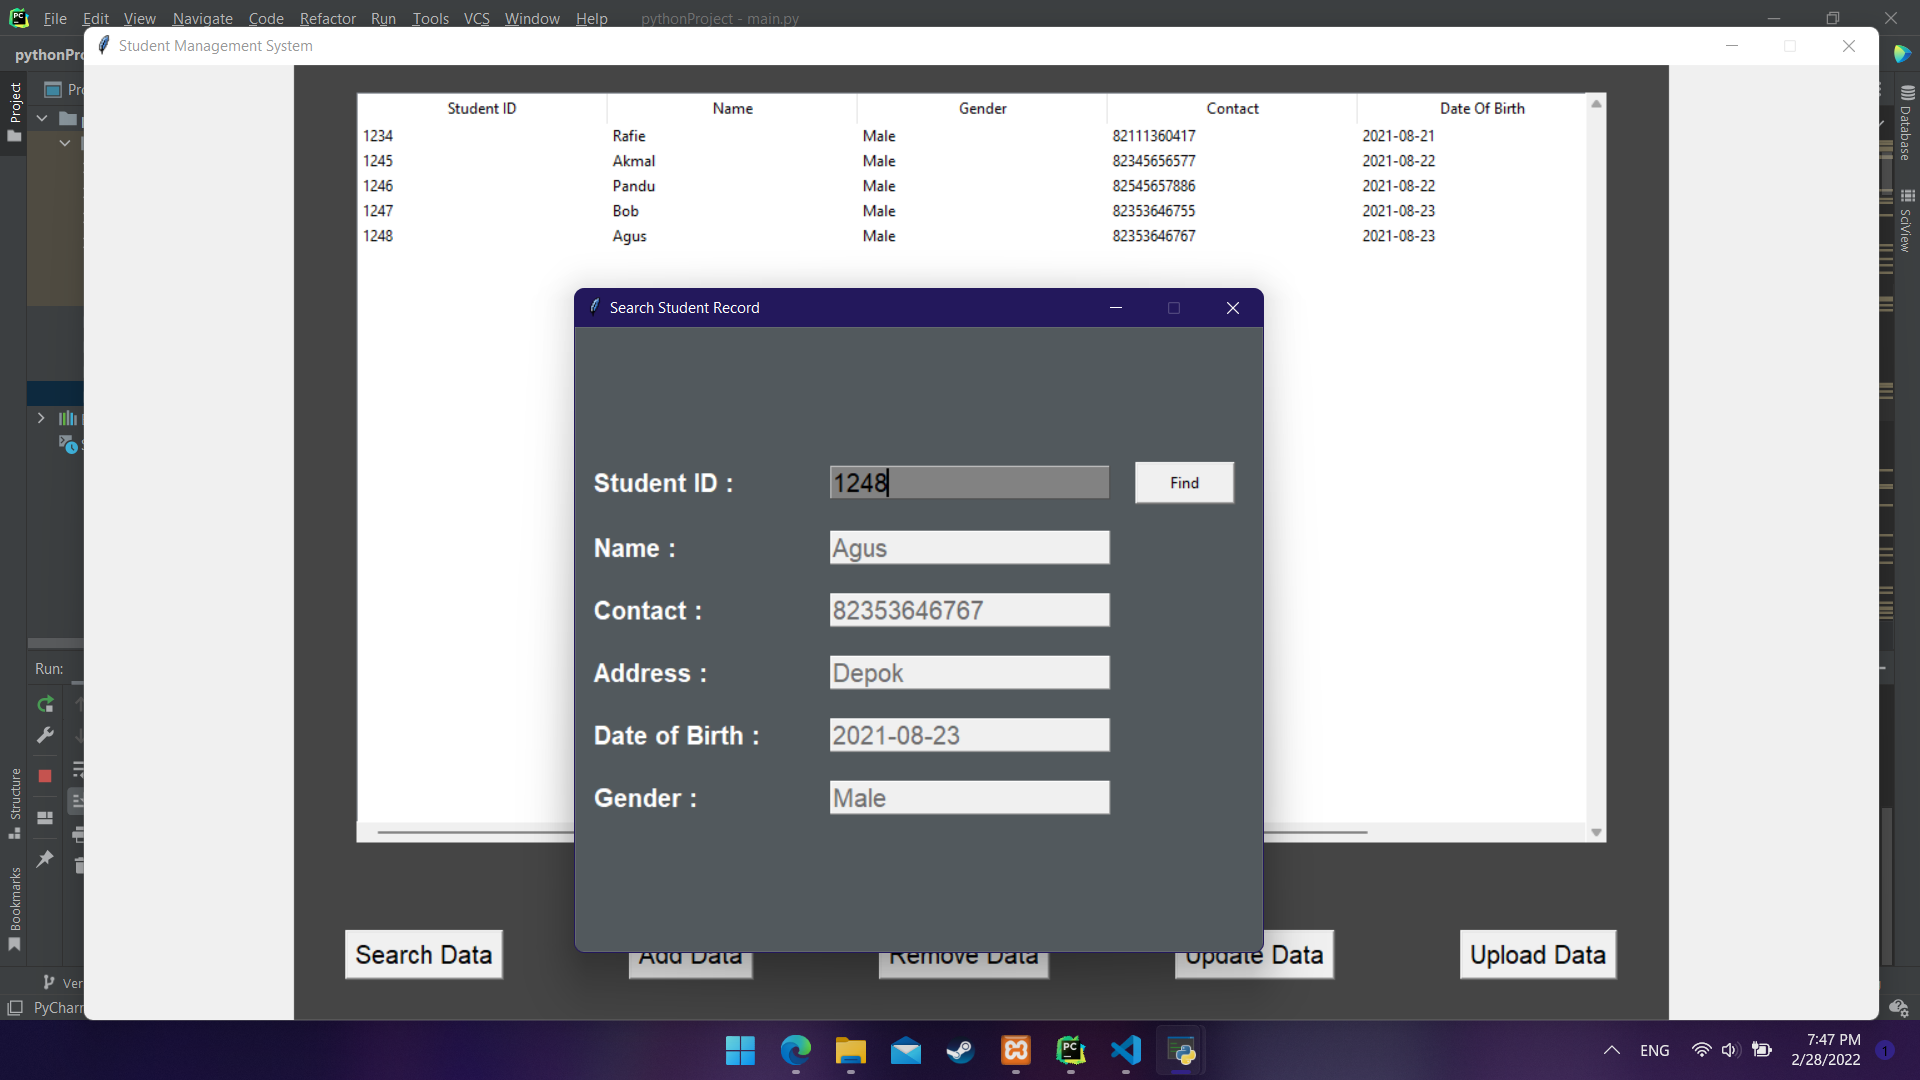 File Edit View Navigate Code Refactor Run Tools VCS Window Help pythonProject - main.py
pythonPr
Student Management System
Project
Pr
Database
SciView
Student ID Name Gender Contact Date Of Birth
1234 Rafie Male 82111360417 2021-08-21
1245 Akmal Male 82345656577 2021-08-22
1246 Pandu Male 82545657886 2021-08-22
1247 Bob Male 82353646755 2021-08-23
1248 Agus Male 82353646767 2021-08-23
Search Student Record
Student ID : 1248 Find
Name : Agus
Contact : 82353646767
Address : Depok
Date of Birth : 2021-08-23
Gender : Male
Run:
Structure
Bookmarks
Search Data Add Data Remove Data Update Data Upload Data
Ver
PyCharm
PC
ENG
7:47 PM
2/28/2022
1